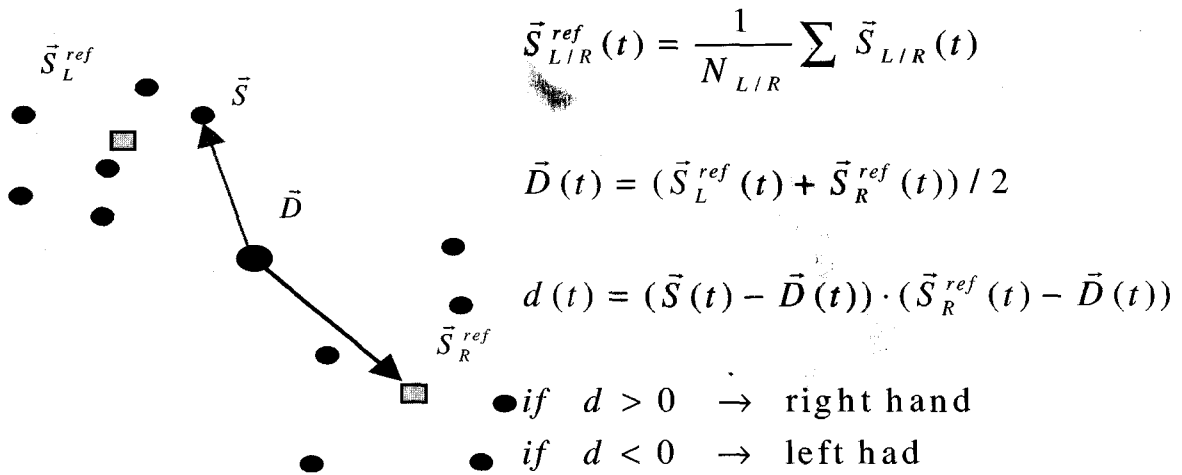 S⃗_L^ref
S⃗
D⃗
S⃗_R^ref
S⃗_{L/R}^{ref}(t) = 1/N_{L/R} ∑ S⃗_{L/R}(t)
D⃗(t) = (S⃗_L^{ref}(t) + S⃗_R^{ref}(t)) / 2
d(t) = (S⃗(t) − D⃗(t)) · (S⃗_R^{ref}(t) − D⃗(t))
if d > 0 → right hand
if d < 0 → left had